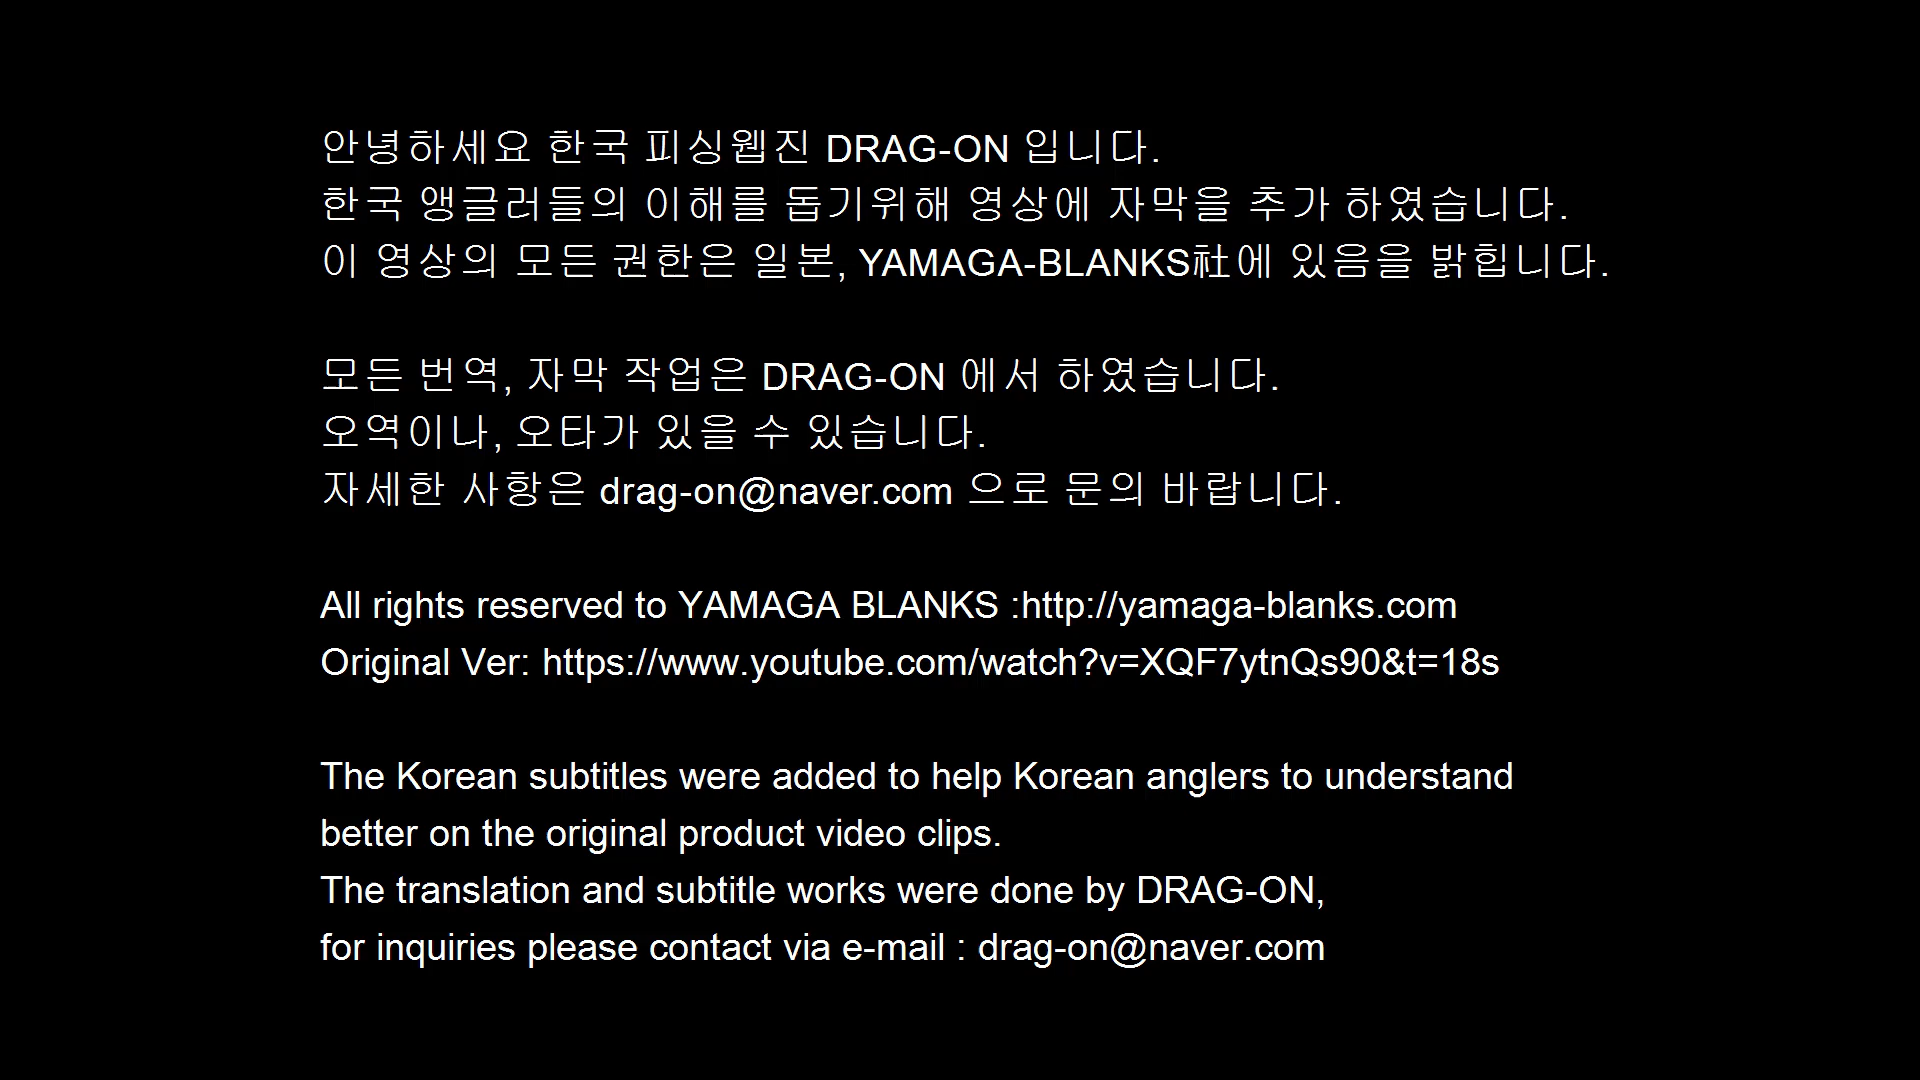 안녕하세요 한국 피싱웹진 DRAG-ON 입니다.
한국 앵글러들의 이해를 돕기위해 영상에 자막을 추가 하였습니다.
이 영상의 모든 권한은 일본, YAMAGA-BLANKS社에 있음을 밝힙니다.
모든 번역, 자막 작업은 DRAG-ON 에서 하였습니다.
오역이나, 오타가 있을 수 있습니다.
자세한 사항은 drag-on@naver.com 으로 문의 바랍니다.
All rights reserved to YAMAGA BLANKS :http://yamaga-blanks.com
Original Ver: https://www.youtube.com/watch?v=XQF7ytnQs90&t=18s
The Korean subtitles were added to help Korean anglers to understand
better on the original product video clips.
The translation and subtitle works were done by DRAG-ON,
for inquiries please contact via e-mail : drag-on@naver.com